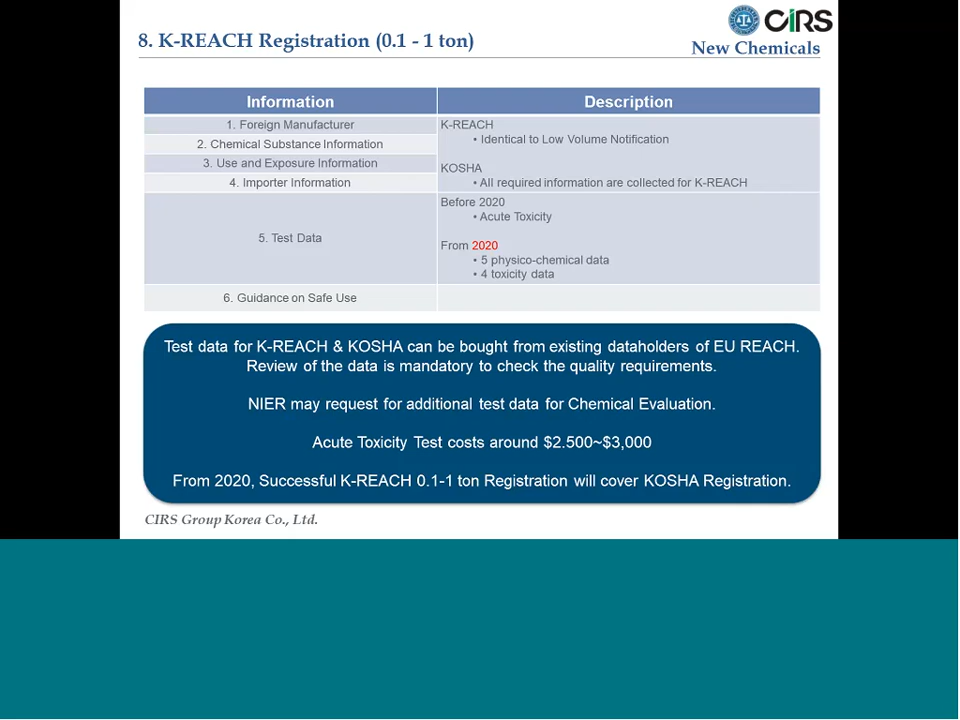 8. K-REACH Registration (0.1 - 1 ton)
CIRS
New Chemicals
Information
Description
1. Foreign Manufacturer
2. Chemical Substance Information
3. Use and Exposure Information
4. Importer Information
K-REACH
• Identical to Low Volume Notification
KOSHA
• All required information are collected for K-REACH
5. Test Data
Before 2020
• Acute Toxicity
From 2020
• 5 physico-chemical data
• 4 toxicity data
6. Guidance on Safe Use
Test data for K-REACH & KOSHA can be bought from existing dataholders of EU REACH.
Review of the data is mandatory to check the quality requirements.
NIER may request for additional test data for Chemical Evaluation.
Acute Toxicity Test costs around $2.500~$3,000
From 2020, Successful K-REACH 0.1-1 ton Registration will cover KOSHA Registration.
CIRS Group Korea Co., Ltd.